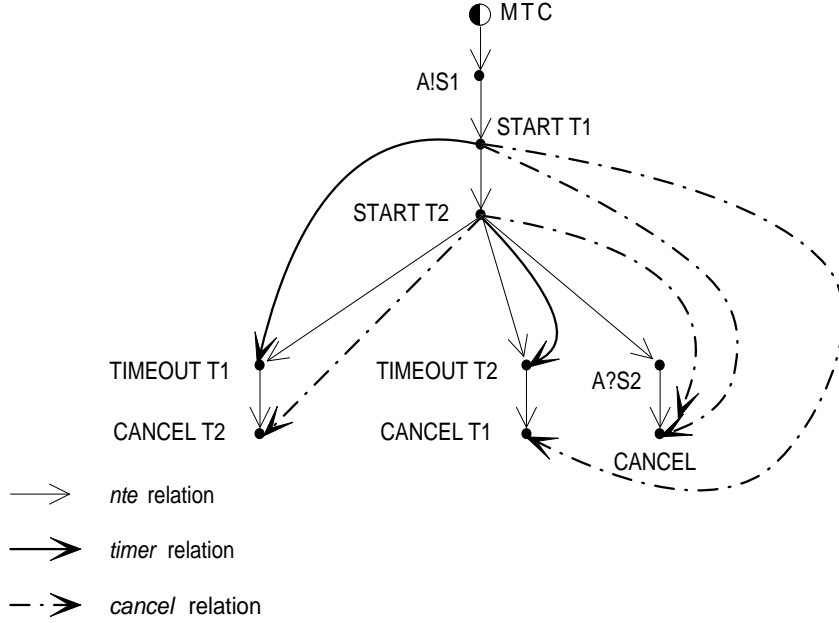 MTC
A!S1
START T1
START T2
TIMEOUT T1
TIMEOUT T2
A?S2
CANCEL T2
CANCEL T1
CANCEL
nte relation
timer relation
cancel relation